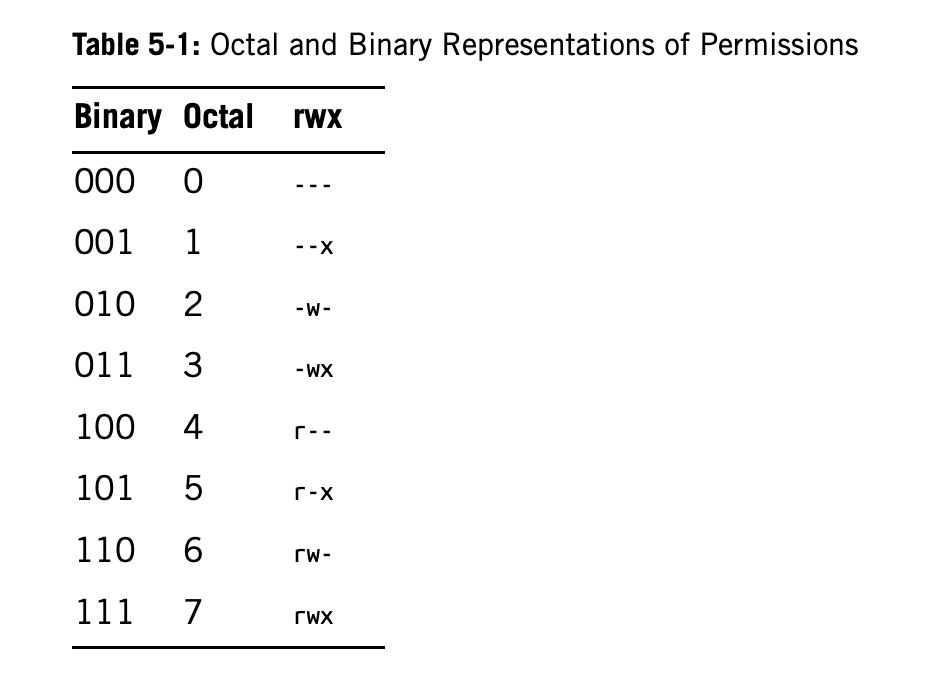 Table 5-1: Octal and Binary Representations of Permissions
Binary Octal rwx
000 0 ---
001 1 --x
010 2 -w-
011 3 -wx
100 4 r--
101 5 r-x
110 6 rw-
111 7 rwx